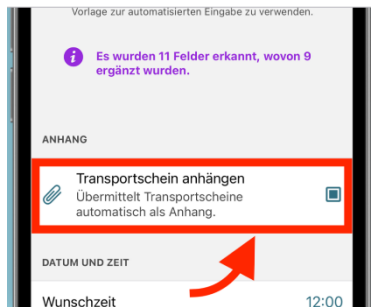 Vorlage zur automatisierten Eingabe zu verwenden.
Es wurden 11 Felder erkannt, wovon 9
ergänzt wurden.
ANHANG
Transportschein anhängen
Übermittelt Transportscheine
automatisch als Anhang.
DATUM UND ZEIT
Wunschzeit 12:00